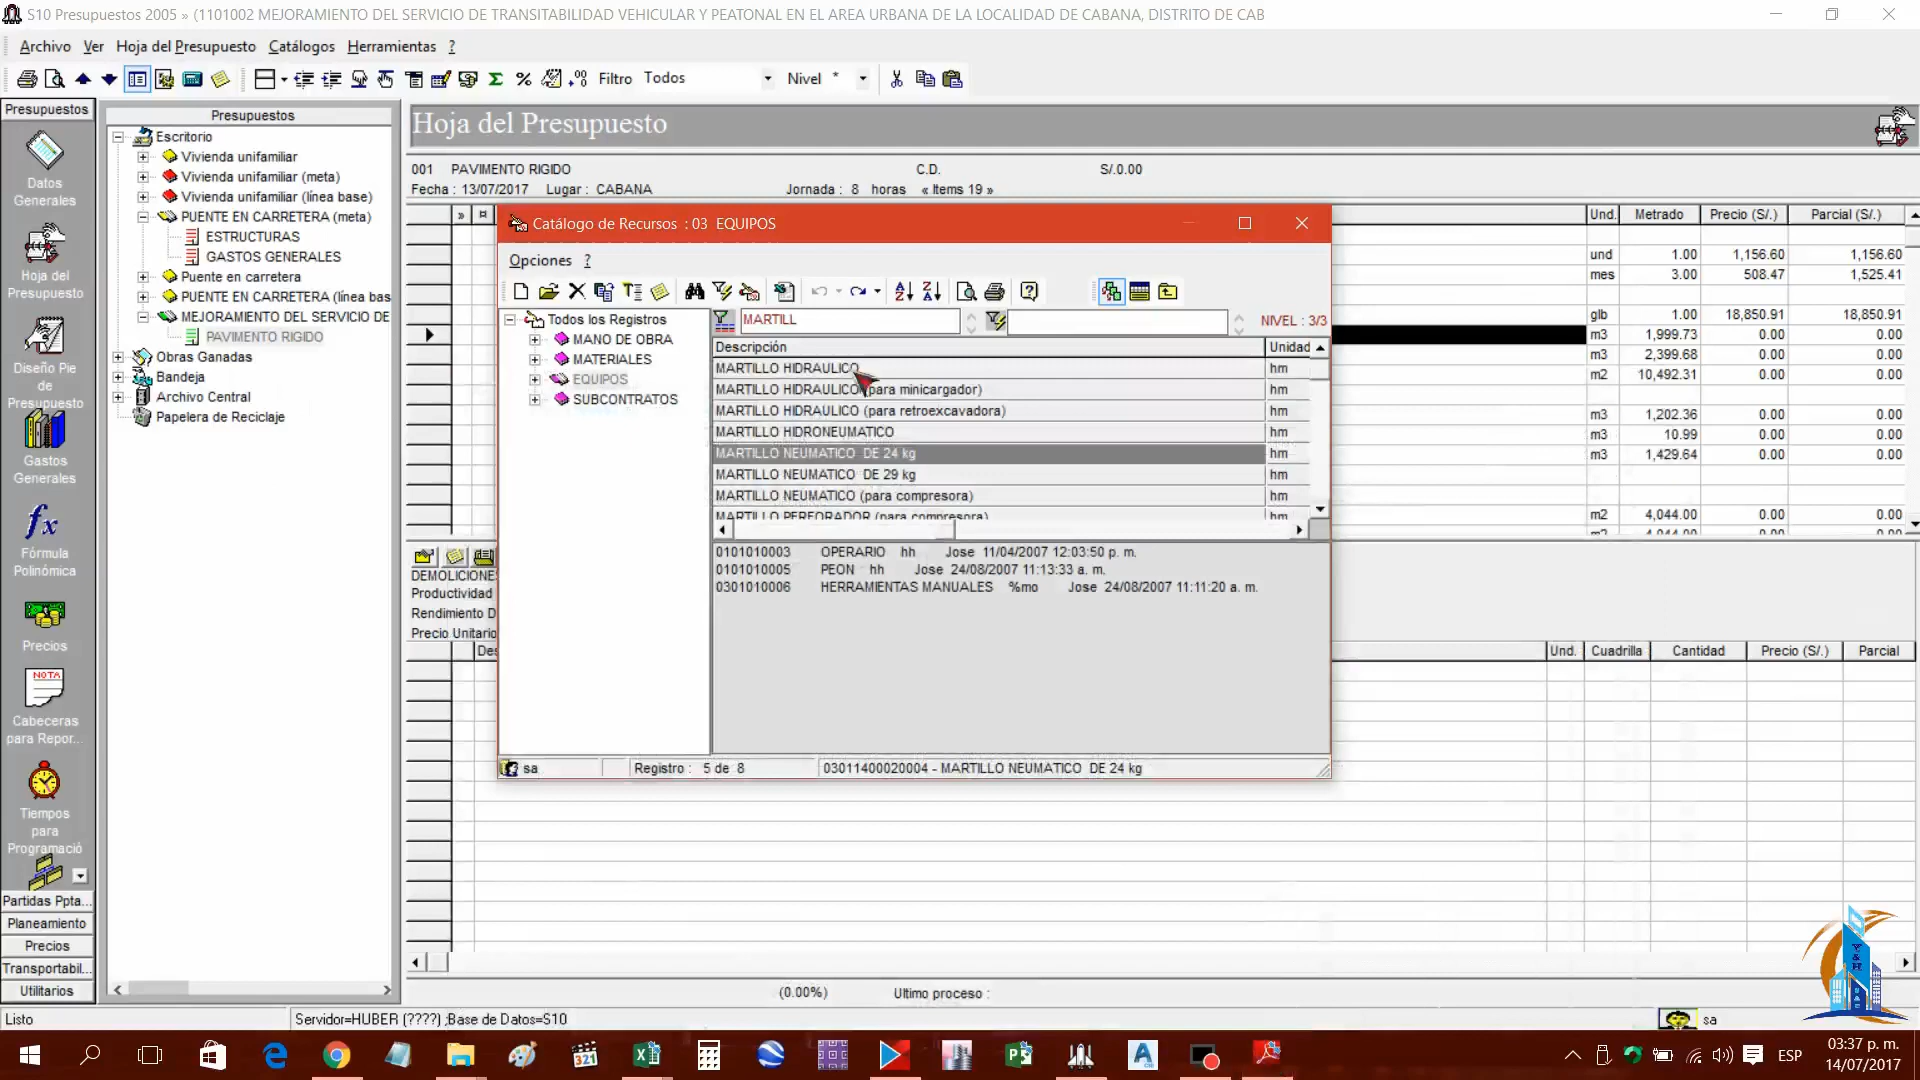 S10 Presupuestos 2005 » (1101002 MEJORAMIENTO DEL SERVICIO DE TRANSITABILIDAD VEHICULAR Y PEATONAL EN EL AREA URBANA DE LA LOCALIDAD DE CABANA, DISTRITO DE CAB
Archivo Ver Hoja del Presupuesto Catálogos Herramientas ?
Filtro Todos Nivel *
Presupuestos
Datos Generales
Hoja del Presupuesto
Diseño Pie de Presupuesto
Gastos Generales
fx
Fórmula Polinómica
Precios
NOTA
Cabeceras para Repor...
Tiempos para Programació
Partidas Ppta...
Planeamiento
Precios
Transportabil...
Utilitarios
Presupuestos
Escritorio
Vivienda unifamiliar
Vivienda unifamiliar (meta)
Vivienda unifamiliar (línea base)
PUENTE EN CARRETERA (meta)
ESTRUCTURAS
GASTOS GENERALES
Puente en carretera
PUENTE EN CARRETERA (línea bas
MEJORAMIENTO DEL SERVICIO DE
PAVIMENTO RIGIDO
Obras Ganadas
Bandeja
Archivo Central
Papelera de Reciclaje
Hoja del Presupuesto
001 PAVIMENTO RIGIDO C.D. S/.0.00
Fecha : 13/07/2017 Lugar : CABANA Jornada : 8 horas « Items 19 »
Und. Metrado Precio (S/.) Parcial (S/.)
und 1.00 1,156.60 1,156.60
mes 3.00 508.47 1,525.41
glb 1.00 18,850.91 18,850.91
m3 1,999.73 0.00 0.00
m3 2,399.68 0.00 0.00
m2 10,492.31 0.00 0.00
m3 1,202.36 0.00 0.00
m3 10.99 0.00 0.00
m3 1,429.64 0.00 0.00
m2 4,044.00 0.00 0.00
Catálogo de Recursos : 03 EQUIPOS
Opciones ?
Todos los Registros
MANO DE OBRA
MATERIALES
EQUIPOS
SUBCONTRATOS
MARTILL NIVEL : 3/3
Descripción Unidad
MARTILLO HIDRAULICO hm
MARTILLO HIDRAULICO (para minicargador) hm
MARTILLO HIDRAULICO (para retroexcavadora) hm
MARTILLO HIDRONEUMATICO hm
MARTILLO NEUMATICO DE 24 kg hm
MARTILLO NEUMATICO DE 29 kg hm
MARTILLO NEUMATICO (para compresora) hm
MARTILLO PERFORADOR (para compresora) hm
0101010003 OPERARIO hh Jose 11/04/2007 12:03:50 p. m.
0101010005 PEON hh Jose 24/08/2007 11:13:33 a. m.
0301010006 HERRAMIENTAS MANUALES %mo Jose 24/08/2007 11:11:20 a. m.
sa Registro : 5 de 8 03011400020004 - MARTILLO NEUMATICO DE 24 kg
DEMOLICIONE
Productividad
Rendimiento D
Precio Unitario
Des Und. Cuadrilla Cantidad Precio (S/.) Parcial
(0.00%) Ultimo proceso :
Listo Servidor=HUBER (????) ;Base de Datos=S10 sa
ESP
03:37 p. m.
14/07/2017